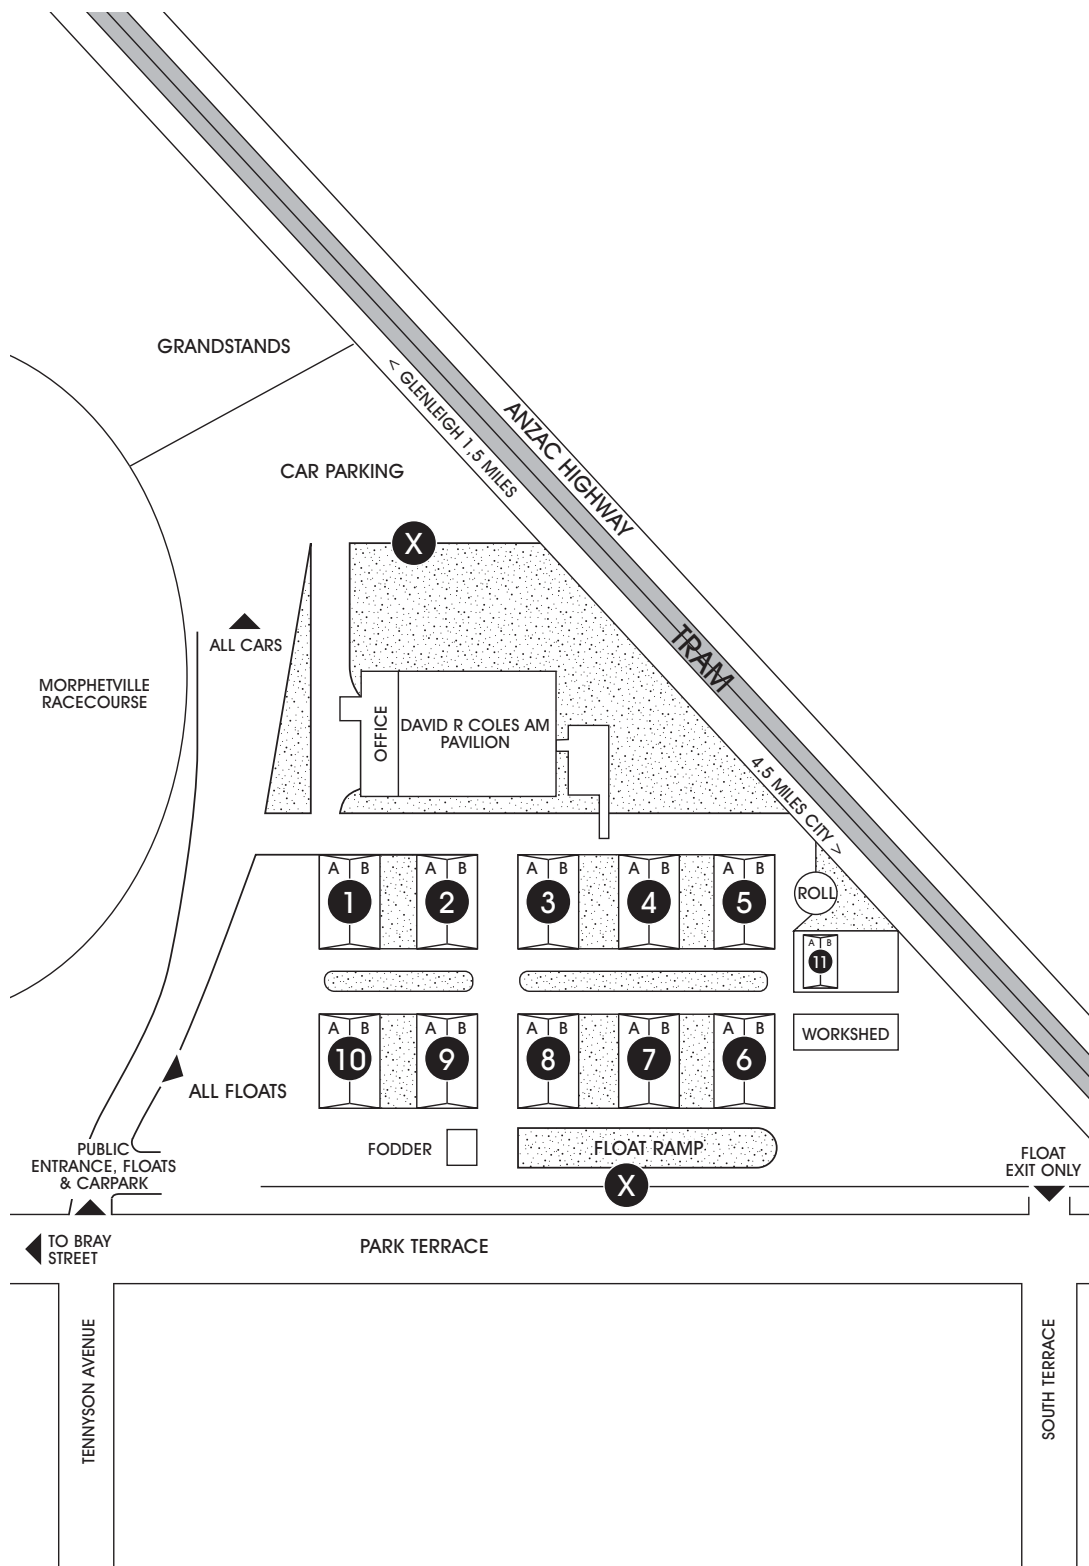 GRANDSTANDS
< GLENLEIGH 1,5 MILES
ANZAC HIGHWAY
CAR PARKING
X
ALL CARS
TRAM
MORPHETVILLE
RACECOURSE
OFFICE
DAVID R COLES AM
PAVILION
4.5 MILES CITY >
A B
1
A B
2
A B
3
A B
4
A B
5
ROLL
A B
11
A B
10
A B
9
A B
8
A B
7
A B
6
WORKSHED
ALL FLOATS
PUBLIC
ENTRANCE, FLOATS
& CARPARK
FODDER
FLOAT RAMP
X
FLOAT
EXIT ONLY
TO BRAY
STREET
PARK TERRACE
TENNYSON AVENUE
SOUTH TERRACE